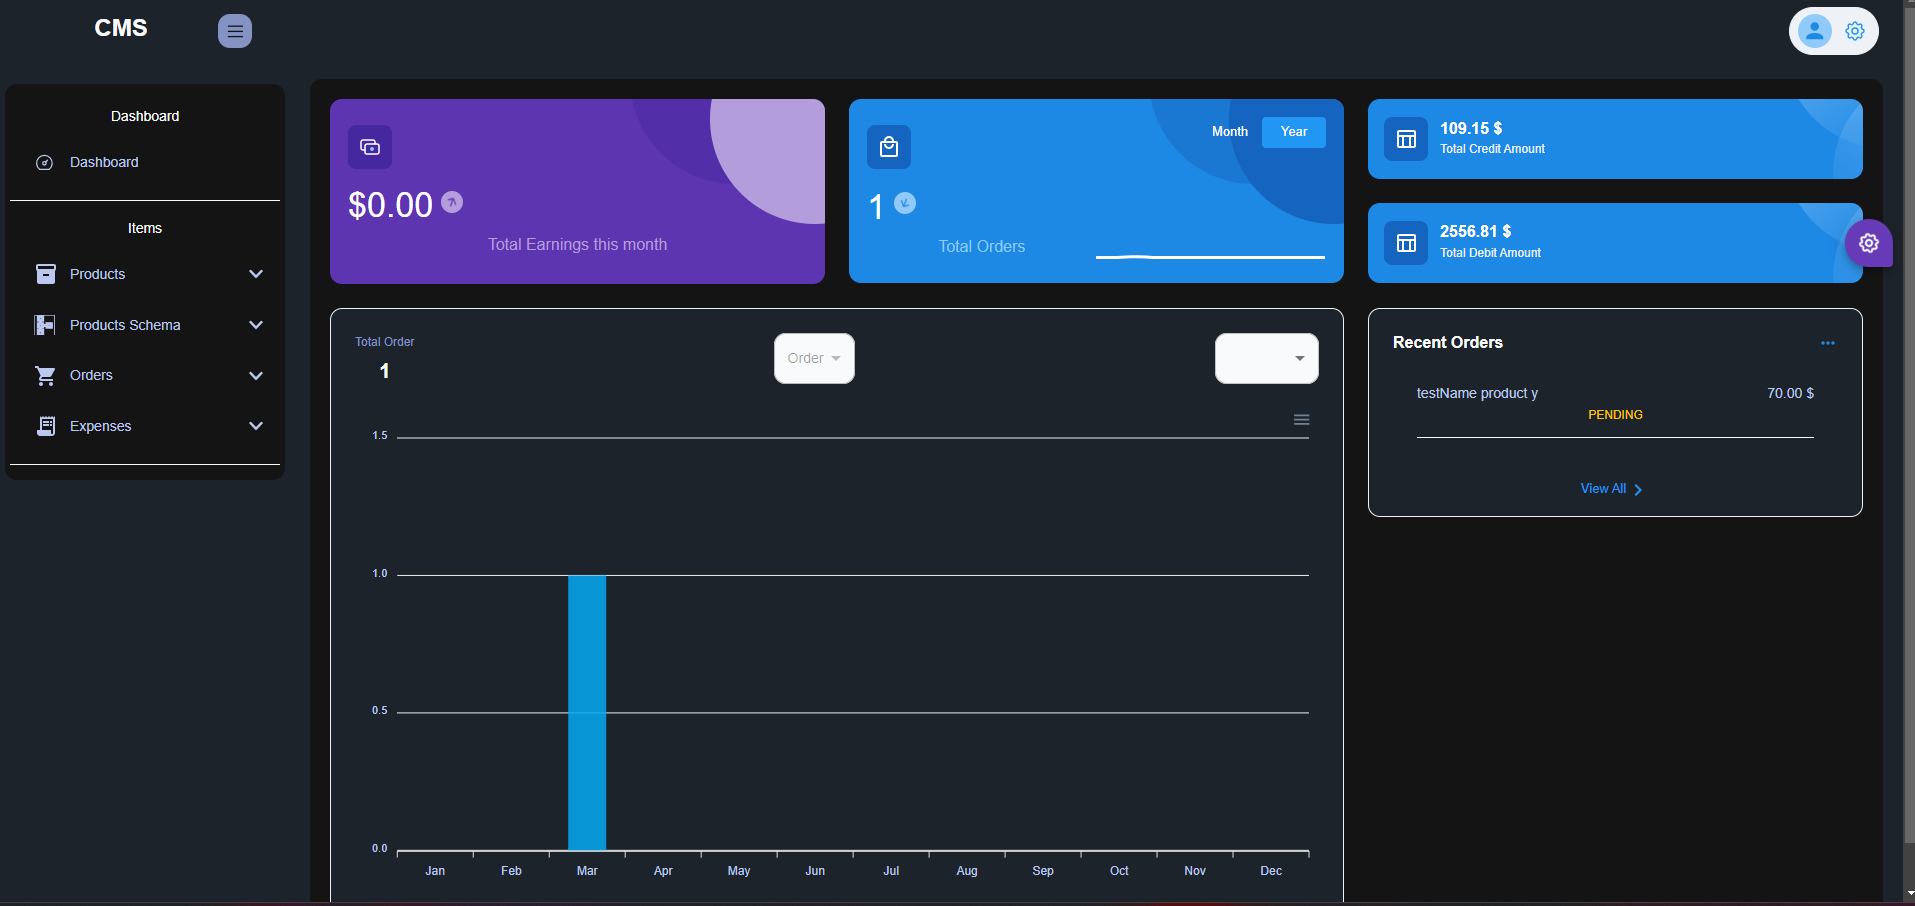 CMS
Dashboard
Dashboard
Items
Products
Products Schema
Orders
Expenses
$0.00
Total Earnings this month
Month
Year
1
Total Orders
109.15 $
Total Credit Amount
2556.81 $
Total Debit Amount
Total Order
1
Order
1.5
1.0
0.5
0.0
Jan Feb Mar Apr May Jun Jul Aug Sep Oct Nov Dec
Recent Orders
testName product y 70.00 $
PENDING
View All